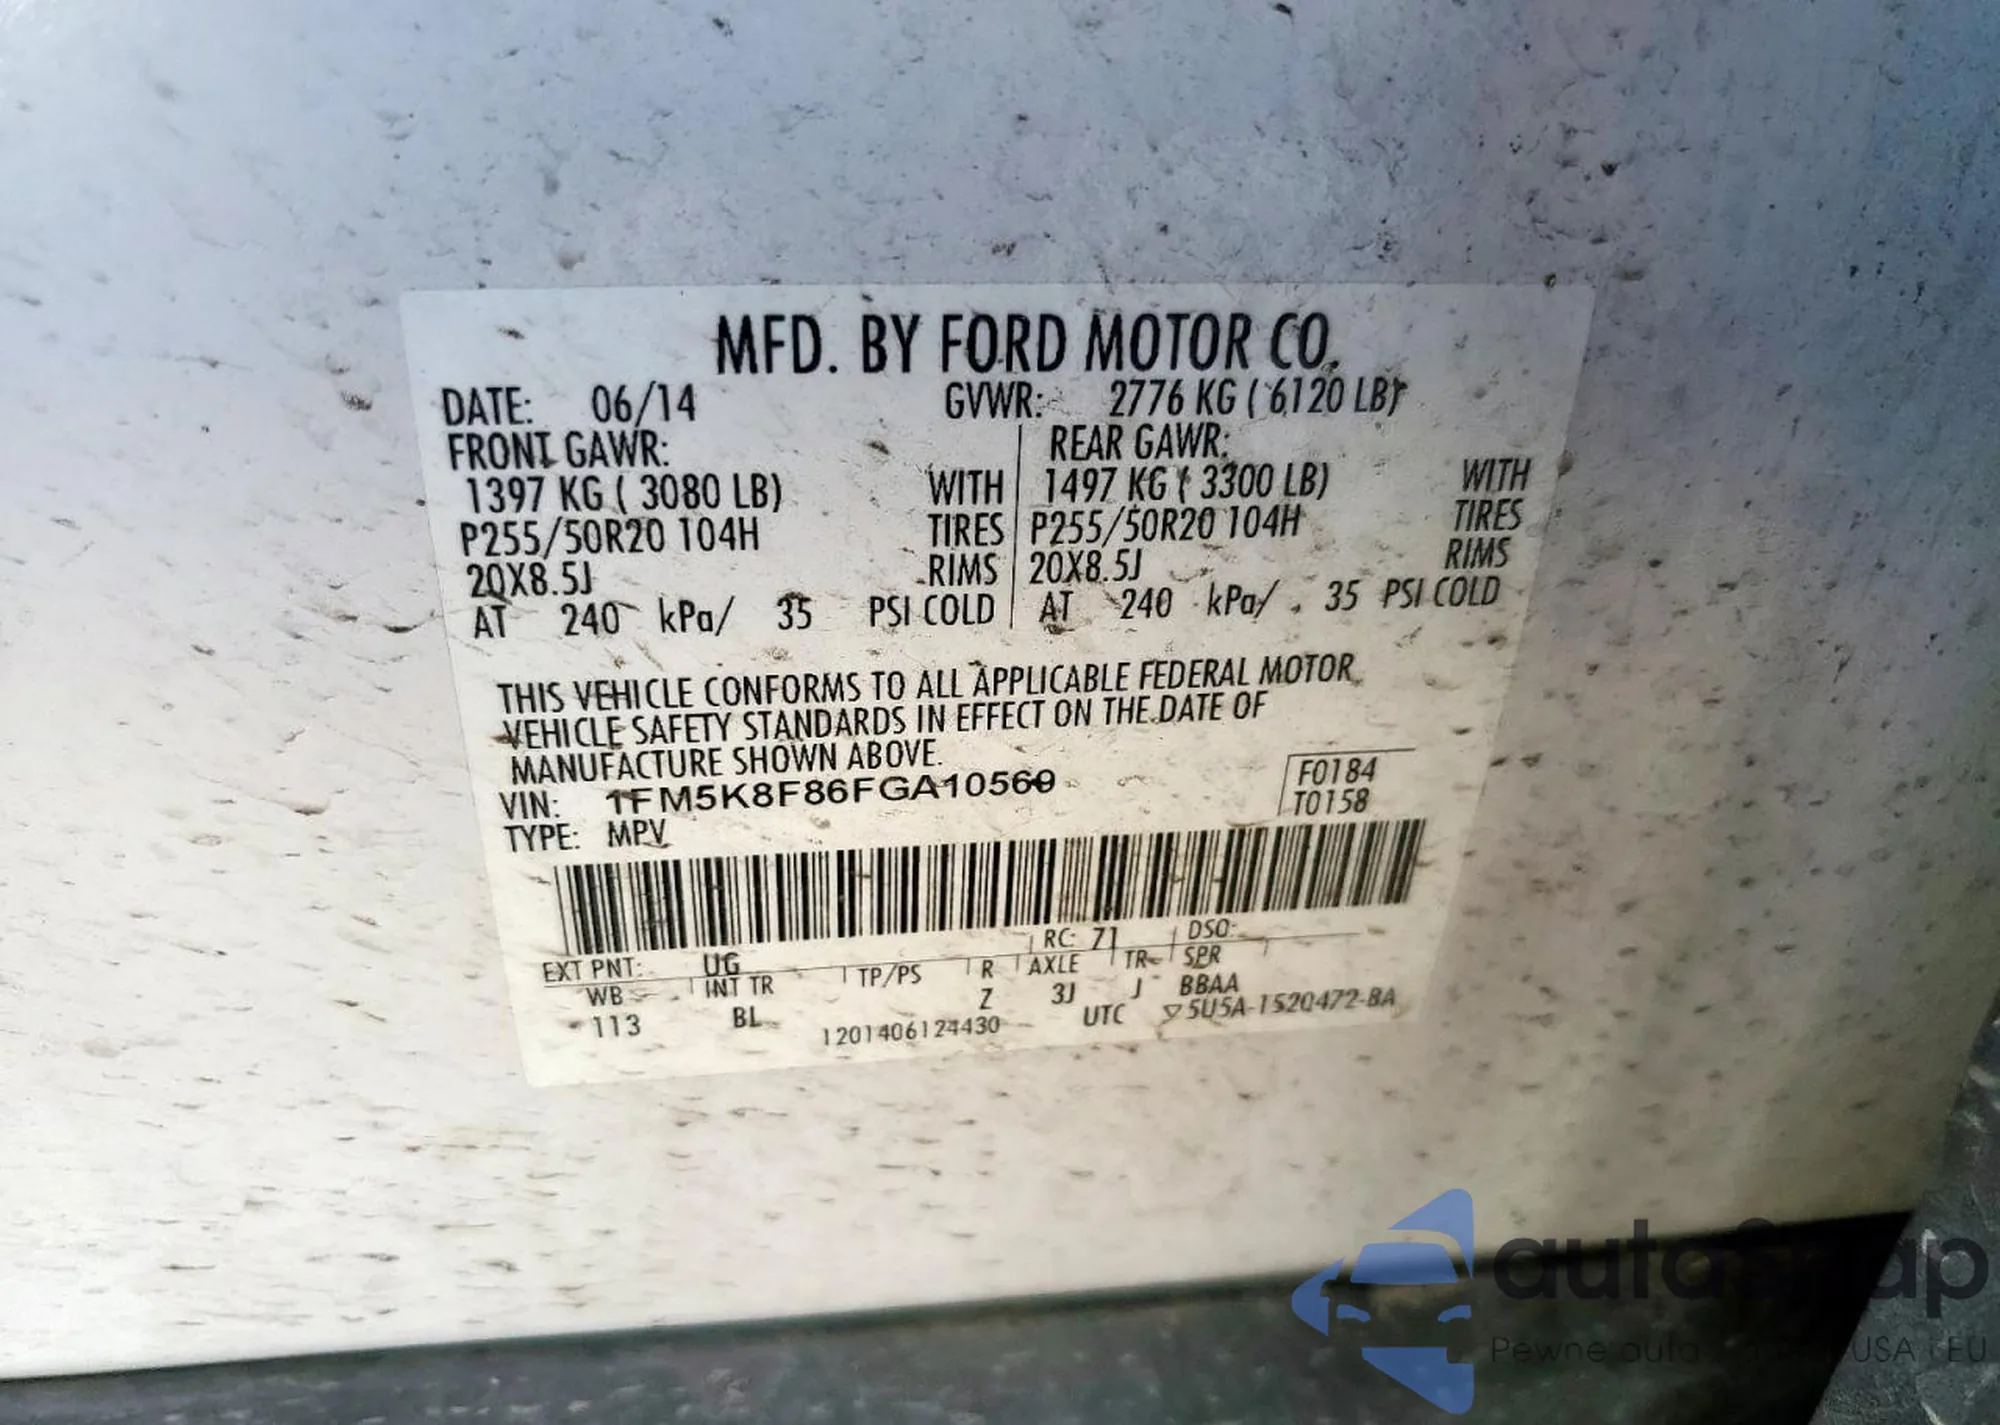 MFD. BY FORD MOTOR CO.
DATE: 06/14 GVWR: 2776 KG ( 6120 LB)
FRONT GAWR: REAR GAWR:
1397 KG ( 3080 LB) WITH 1497 KG ( 3300 LB) WITH
P255/50R20 104H TIRES P255/50R20 104H TIRES
20X8.5J RIMS 20X8.5J RIMS
AT 240 kPa/ 35 PSI COLD AT 240 kPa/ 35 PSI COLD
THIS VEHICLE CONFORMS TO ALL APPLICABLE FEDERAL MOTOR
VEHICLE SAFETY STANDARDS IN EFFECT ON THE DATE OF
MANUFACTURE SHOWN ABOVE.
VIN: 1FM5K8F86FGA10560 F0184
TYPE: MPV T0158
EXT PNT: UG RC: 71 DSO:
WB INT TR TP/PS R AXLE TR SPR
113 BL Z 3J J BBAA
1201406124430 UTC ▽5U5A-1520472-BA
Pewne auta USA i EU